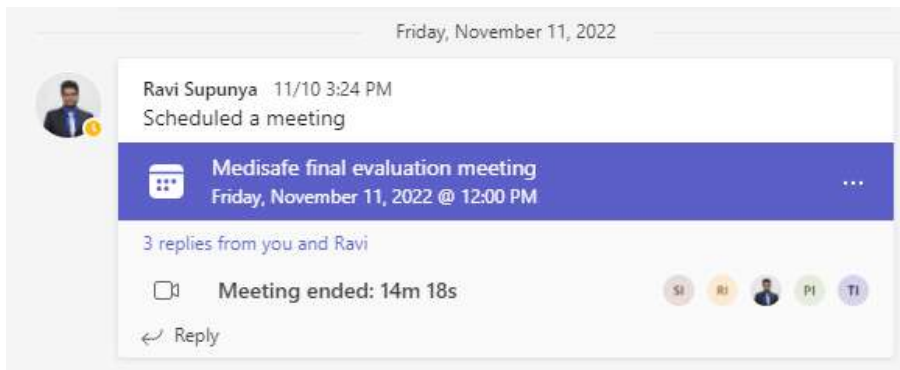 Friday, November 11, 2022
Ravi Supunya 11/10 3:24 PM
Scheduled a meeting
Medisafe final evaluation meeting
Friday, November 11, 2022 @ 12:00 PM
...
3 replies from you and Ravi
Meeting ended: 14m 18s
SI RI PI TI
Reply